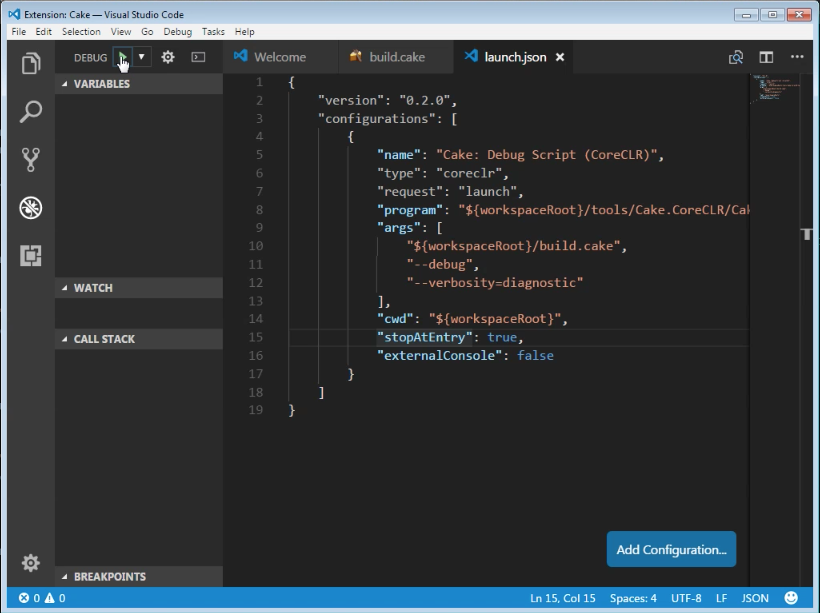 Extension: Cake — Visual Studio Code
File Edit Selection View Go Debug Tasks Help
DEBUG
Welcome build.cake launch.json
VARIABLES
WATCH
CALL STACK
BREAKPOINTS
1 {
2 "version": "0.2.0",
3 "configurations": [
4 {
5 "name": "Cake: Debug Script (CoreCLR)",
6 "type": "coreclr",
7 "request": "launch",
8 "program": "${workspaceRoot}/tools/Cake.CoreCLR/Cak
9 "args": [
10 "${workspaceRoot}/build.cake",
11 "--debug",
12 "--verbosity=diagnostic"
13 ],
14 "cwd": "${workspaceRoot}",
15 "stopAtEntry": true,
16 "externalConsole": false
17 }
18 ]
19 }
Add Configuration...
0 0 Ln 15, Col 15 Spaces: 4 UTF-8 LF JSON